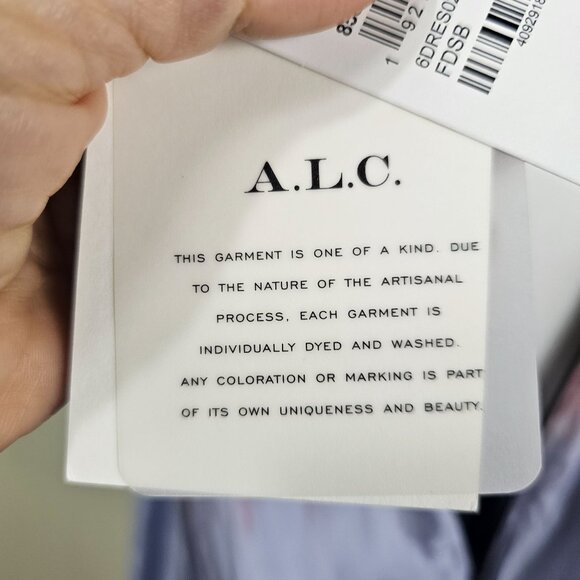 6DRES02
FDSB
A.L.C.
THIS GARMENT IS ONE OF A KIND. DUE
TO THE NATURE OF THE ARTISANAL
PROCESS, EACH GARMENT IS
INDIVIDUALLY DYED AND WASHED.
ANY COLORATION OR MARKING IS PART
OF ITS OWN UNIQUENESS AND BEAUTY.